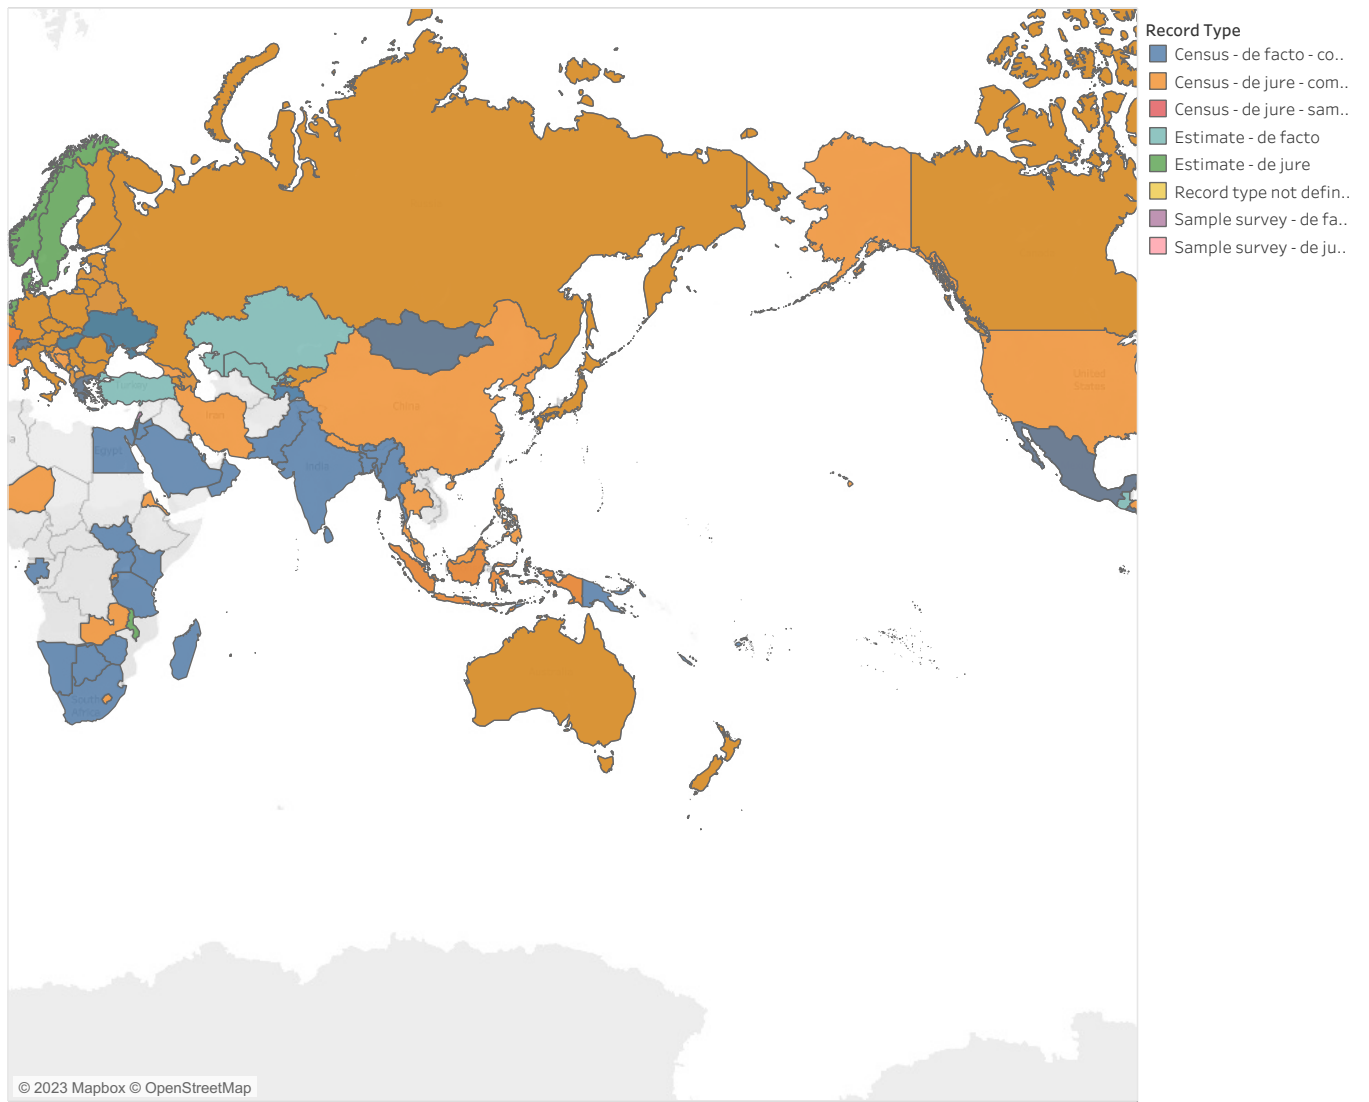 Record Type
Census - de facto - co..
Census - de jure - com..
Census - de jure - sam..
Estimate - de facto
Estimate - de jure
Record type not defin..
Sample survey - de fa..
Sample survey - de ju..
United
States
Turkey
Iran
China
Egypt
India
South
Africa
© 2023 Mapbox © OpenStreetMap